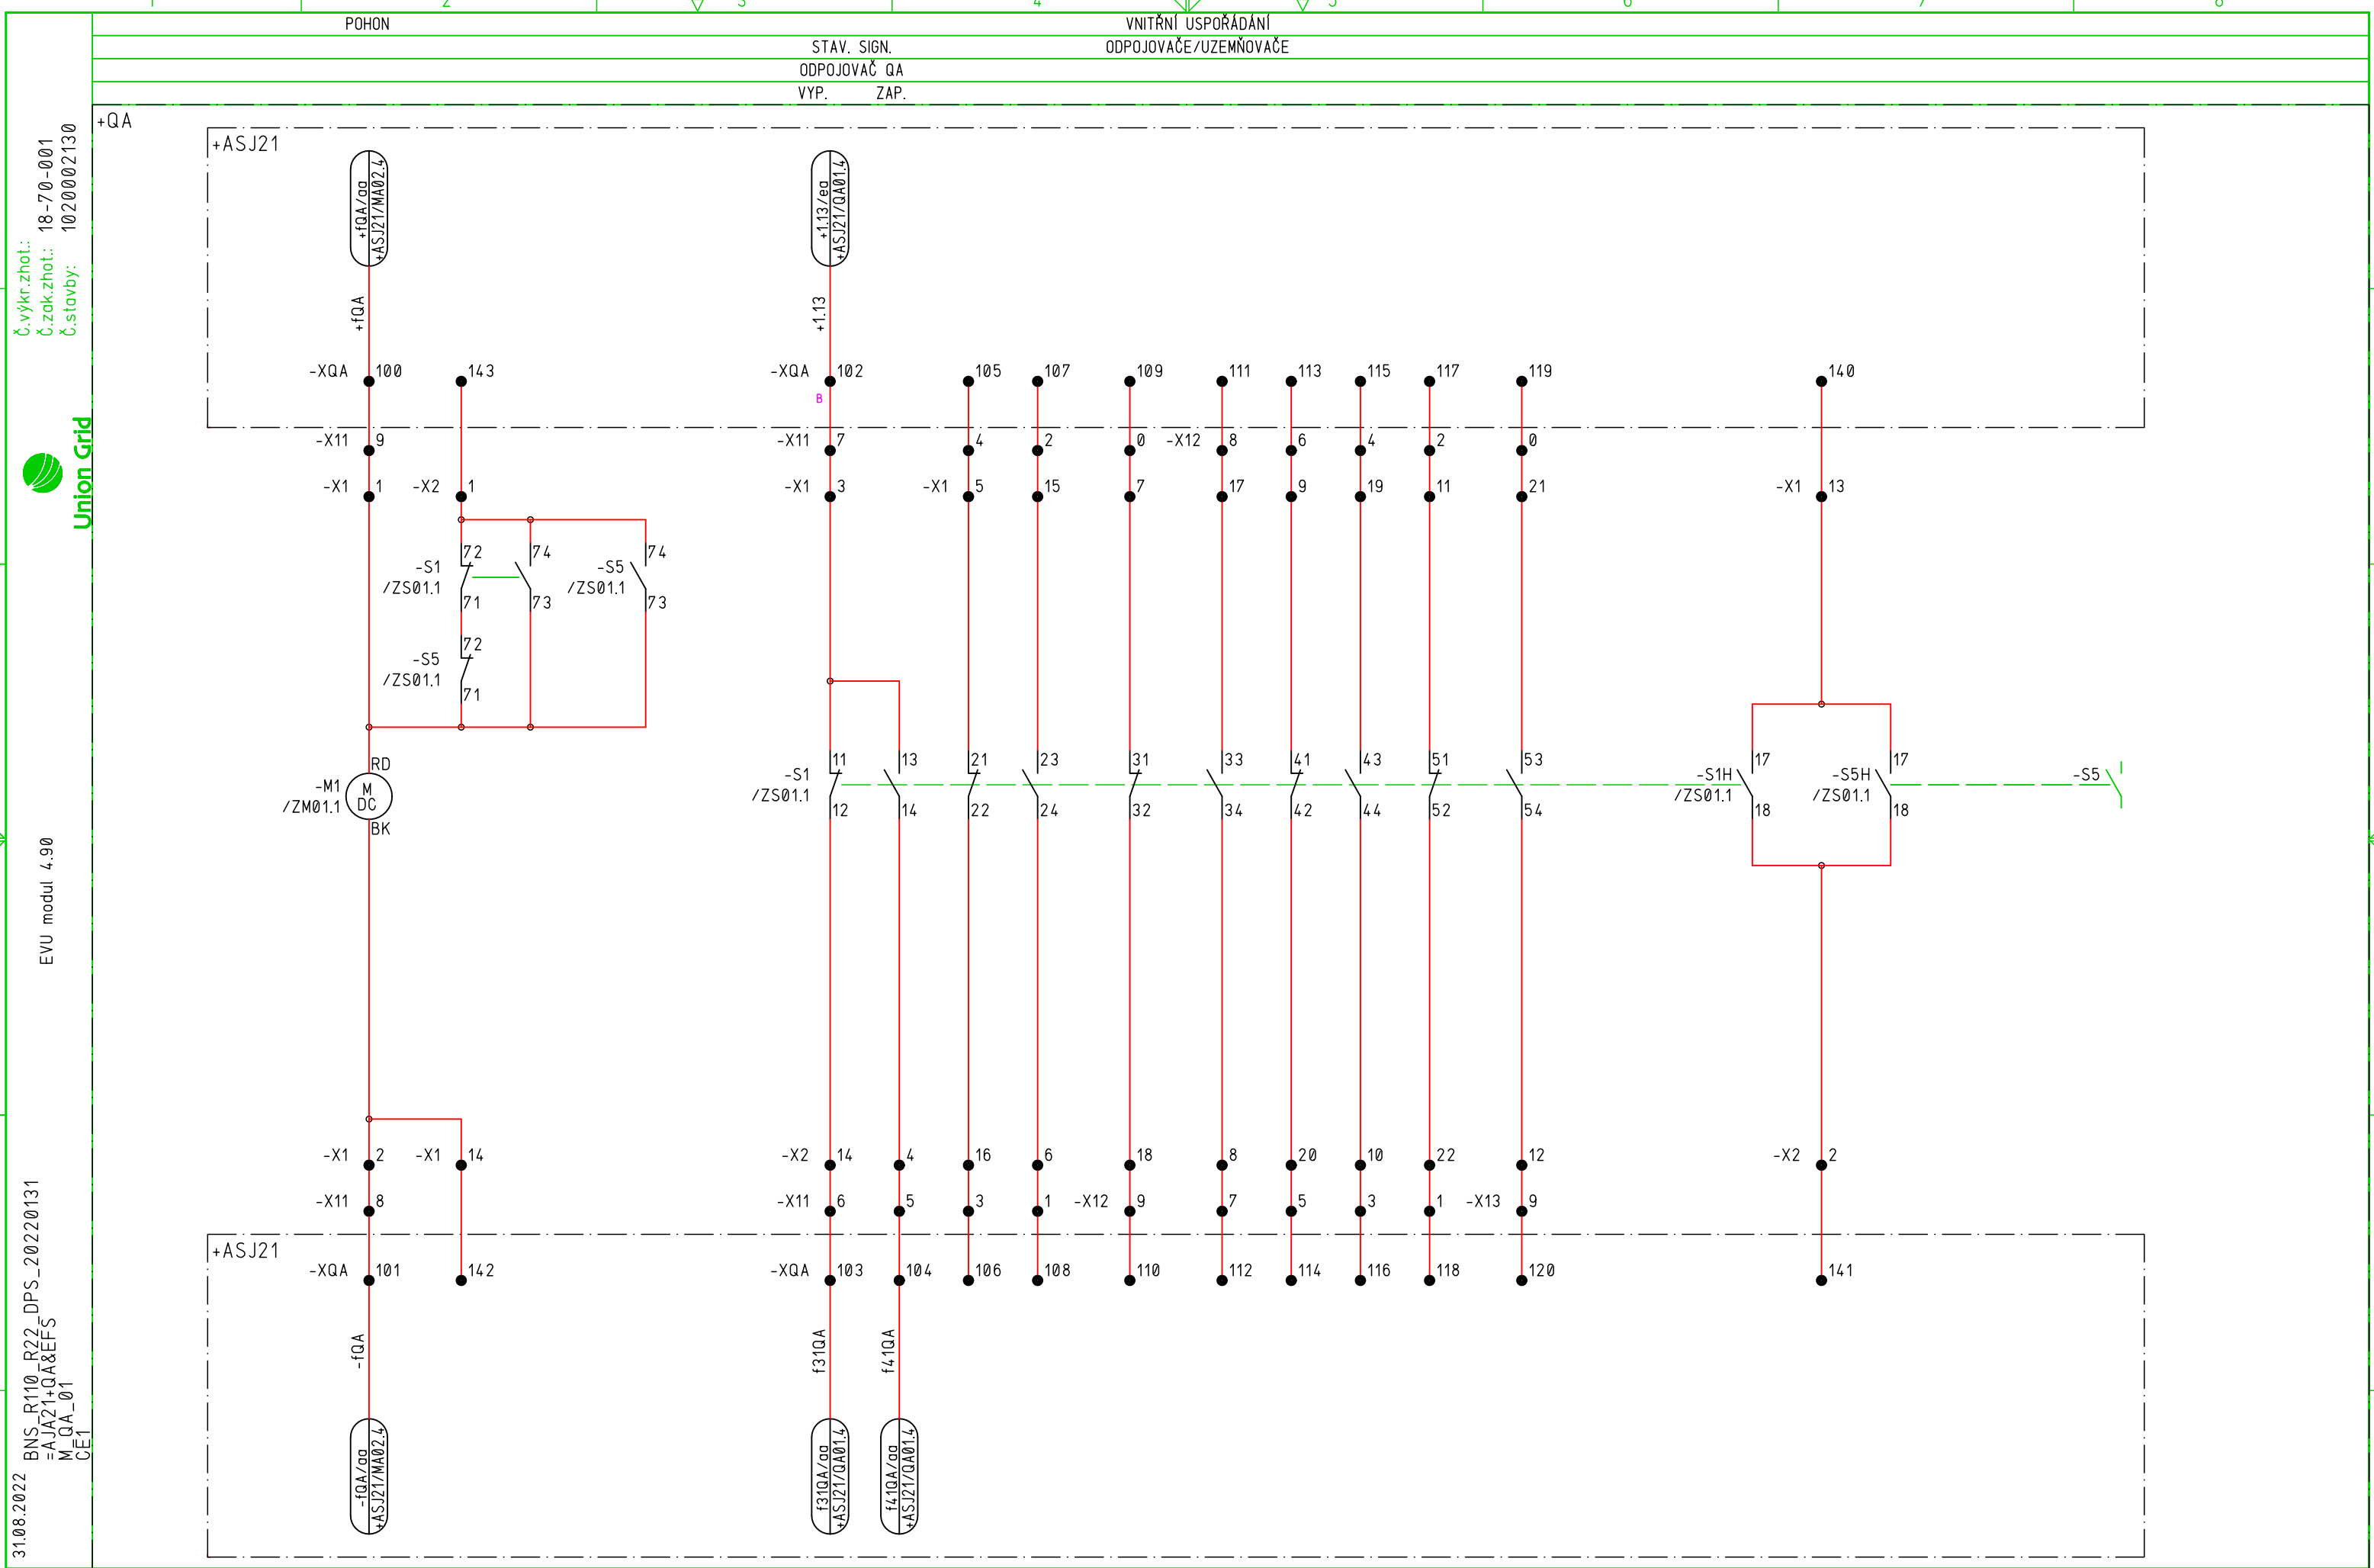 1 2 3 4 5 6 7 8
POHON VNITŘNÍ USPOŘÁDÁNÍ
STAV. SIGN. ODPOJOVAČE/UZEMŇOVAČE
ODPOJOVAČ QA
VYP. ZAP.
+QA
+ASJ21
+fQA/aa
+ASJ21/MA02.4
+1.13/ea
+ASJ21/QA01.4
+fQA
+1.13
-XQA 100 143 -XQA 102 105 107 109 111 113 115 117 119 140
B
-X11 9 -X11 7 4 2 0 -X12 8 6 4 2 0
-X1 1 -X2 1 -X1 3 -X1 5 15 7 17 9 19 11 21 -X1 13
72 74 74
-S1 -S5
/ZS01.1 /ZS01.1
71 73 73
72
-S5
/ZS01.1
71
RD 11 13 21 23 31 33 41 43 51 53 17 17
-M1 M -S1 -S1H -S5H -S5
/ZM01.1 DC /ZS01.1 /ZS01.1 /ZS01.1
BK 12 14 22 24 32 34 42 44 52 54 18 18
-X1 2 -X1 14 -X2 14 4 16 6 18 8 20 10 22 12 -X2 2
-X11 8 -X11 6 5 3 1 -X12 9 7 5 3 1 -X13 9
+ASJ21
-XQA 101 142 -XQA 103 104 106 108 110 112 114 116 118 120 141
-fQA
f31QA
f41QA
-fQA/aa
+ASJ21/MA02.4
f31QA/aa
+ASJ21/QA01.4
f41QA/aa
+ASJ21/QA01.4
Č.výkr.zhot.:
Č.zak.zhot.: 18-70-001
Č.stavby: 1020002130
Union Grid
EVU modul 4.90
BNS_R110_R22_DPS_20220131
=AJA21+QA&EFS
M_QA_01
CE1
31.08.2022